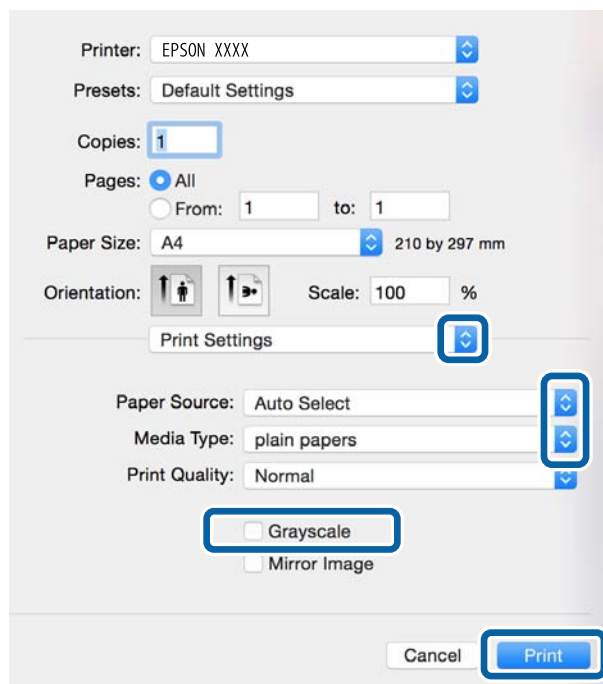 Printer: EPSON XXXX
Presets: Default Settings
Copies: 1
Pages: All
From: 1 to: 1
Paper Size: A4 210 by 297 mm
Orientation: Scale: 100 %
Print Settings
Paper Source: Auto Select
Media Type: plain papers
Print Quality: Normal
Grayscale
Mirror Image
Cancel Print